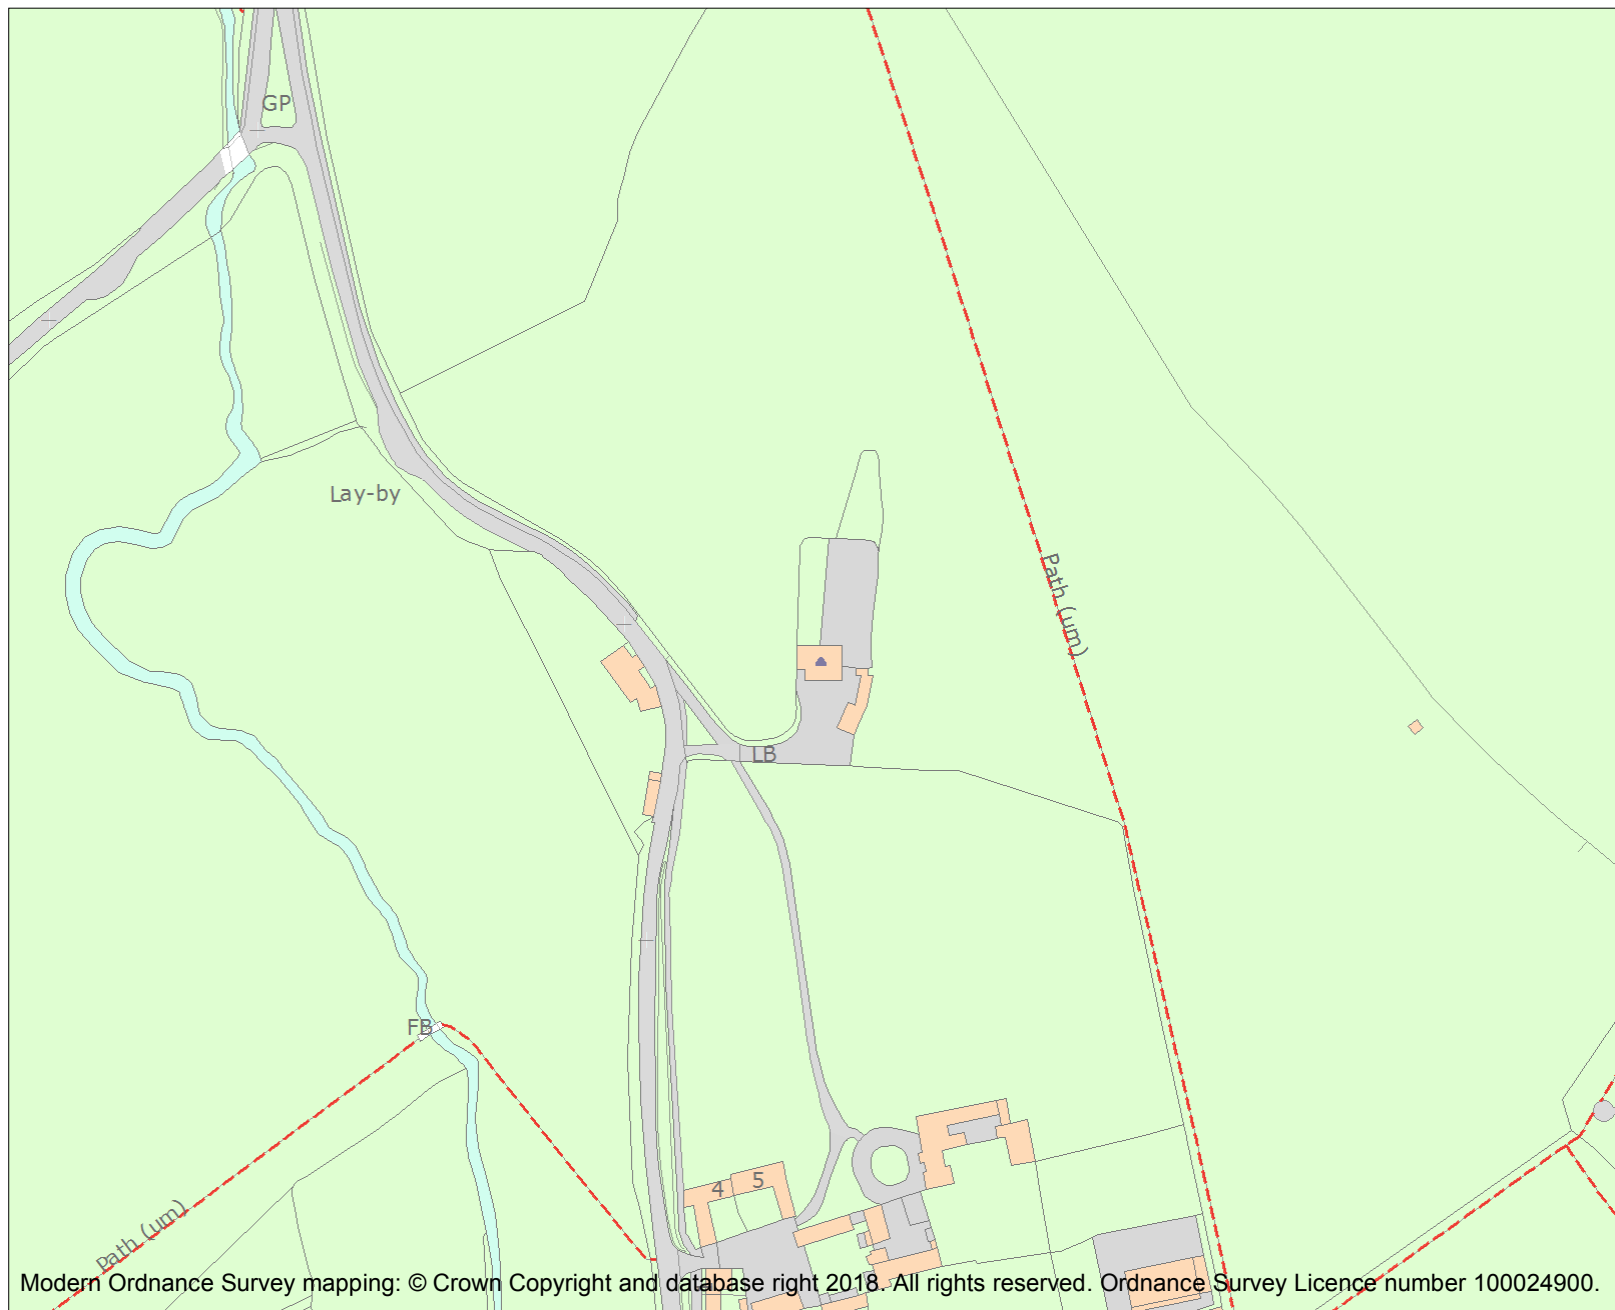 GP
Lay-by
Path (um)
LB
FB
4
5
Path (um)
Modern Ordnance Survey mapping: © Crown Copyright and database right 2018. All rights reserved. Ordnance Survey Licence number 100024900.